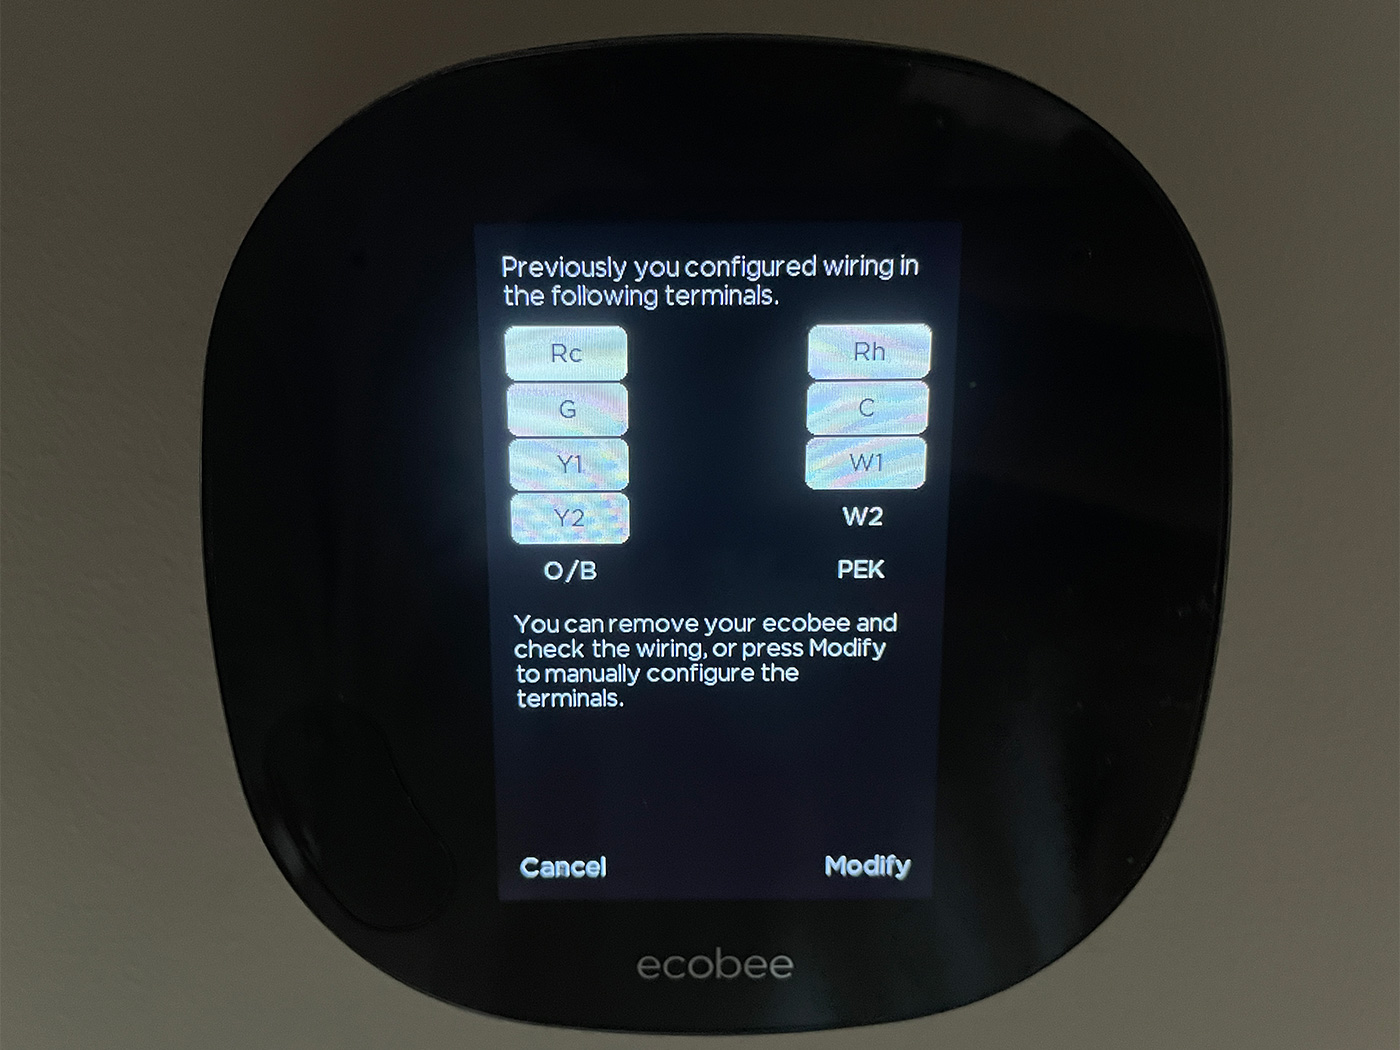 Previously you configured wiring in
the following terminals.
Rc
Rh
G
C
Y1
W1
Y2
W2
O/B
PEK
You can remove your ecobee and
check the wiring, or press Modify
to manually configure the
terminals.
Cancel
Modify
ecobee